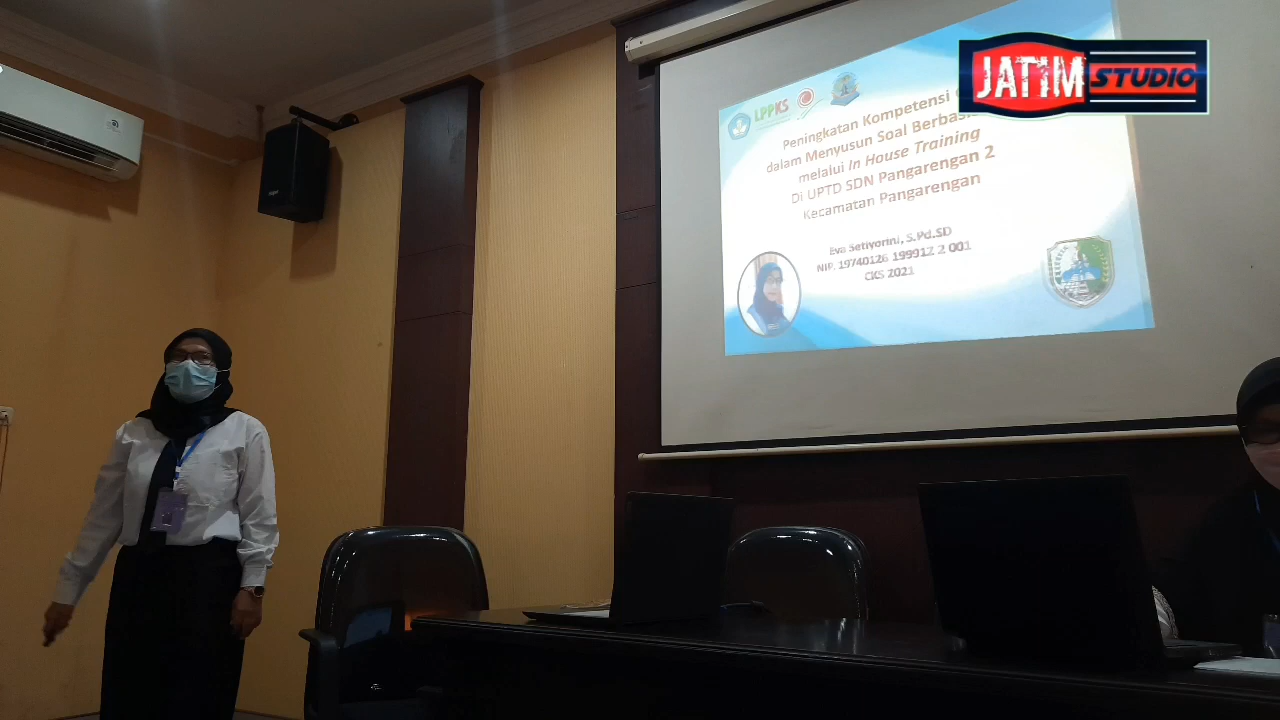 JAT1M STUDIO
LPPKS
Peningkatan Kompetensi
dalam Menyusun Soal Berbasis
melalui In House Training
Di UPTD SDN Pangarengan 2
Kecamatan Pangarengan
Eva Setiyorini, S.Pd.SD
NIP. 19740126 199912 2 001
CKS 2021